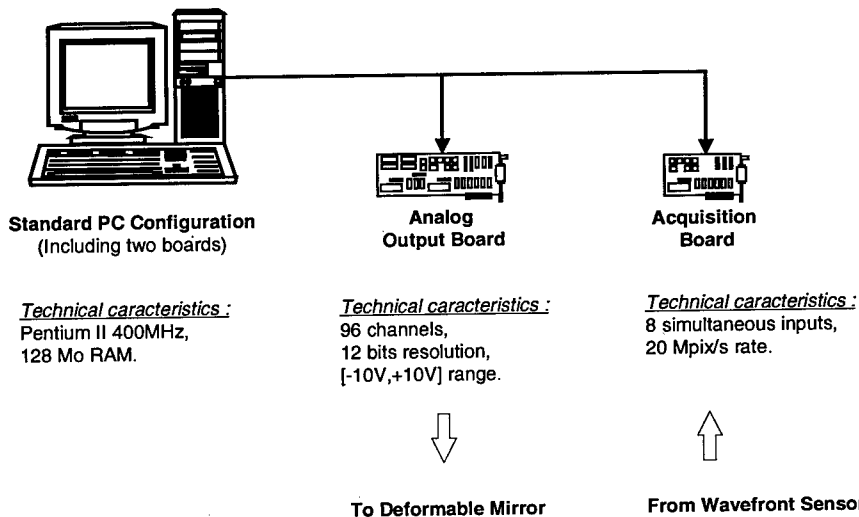 Standard PC Configuration
(Including two boards)
Technical caracteristics :
Pentium II 400MHz,
128 Mo RAM.
Analog
Output Board
Technical caracteristics :
96 channels,
12 bits resolution,
[-10V,+10V] range.
To Deformable Mirror
Acquisition
Board
Technical caracteristics :
8 simultaneous inputs,
20 Mpix/s rate.
From Wavefront Sensor